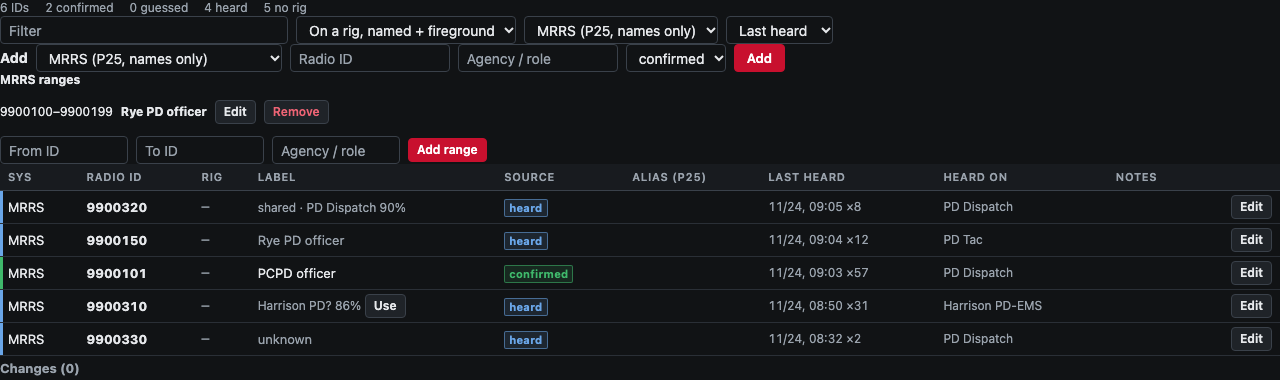 6 IDs 2 confirmed 0 guessed 4 heard 5 no rig
Filter On a rig, named + fireground MRRS (P25, names only) Last heard
Add MRRS (P25, names only) Radio ID Agency / role confirmed Add
MRRS ranges
9900100–9900199 Rye PD officer Edit Remove
From ID To ID Agency / role Add range
SYS RADIO ID RIG LABEL SOURCE ALIAS (P25) LAST HEARD HEARD ON NOTES
MRRS 9900320 – shared · PD Dispatch 90% heard 11/24, 09:05 ×8 PD Dispatch Edit
MRRS 9900150 – Rye PD officer heard 11/24, 09:04 ×12 PD Tac Edit
MRRS 9900101 – PCPD officer confirmed 11/24, 09:03 ×57 PD Dispatch Edit
MRRS 9900310 – Harrison PD? 86% Use heard 11/24, 08:50 ×31 Harrison PD-EMS Edit
MRRS 9900330 – unknown heard 11/24, 08:32 ×2 PD Dispatch Edit
Changes (0)